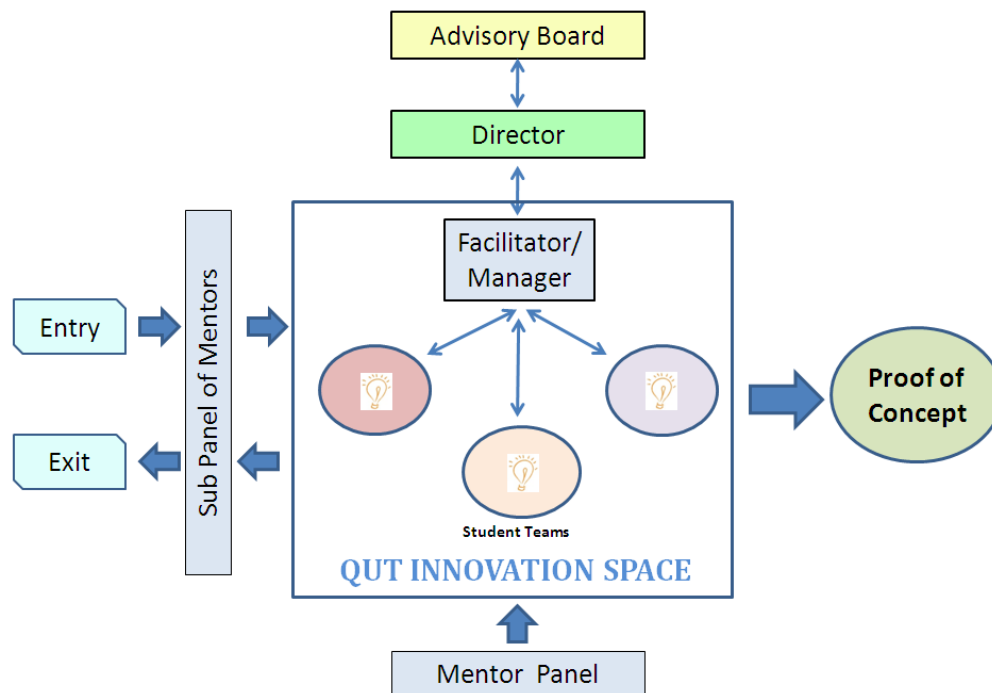 Advisory Board
Director
Facilitator/
Manager
Sub Panel of Mentors
Entry
Exit
Proof of
Concept
Student Teams
QUT INNOVATION SPACE
Mentor Panel